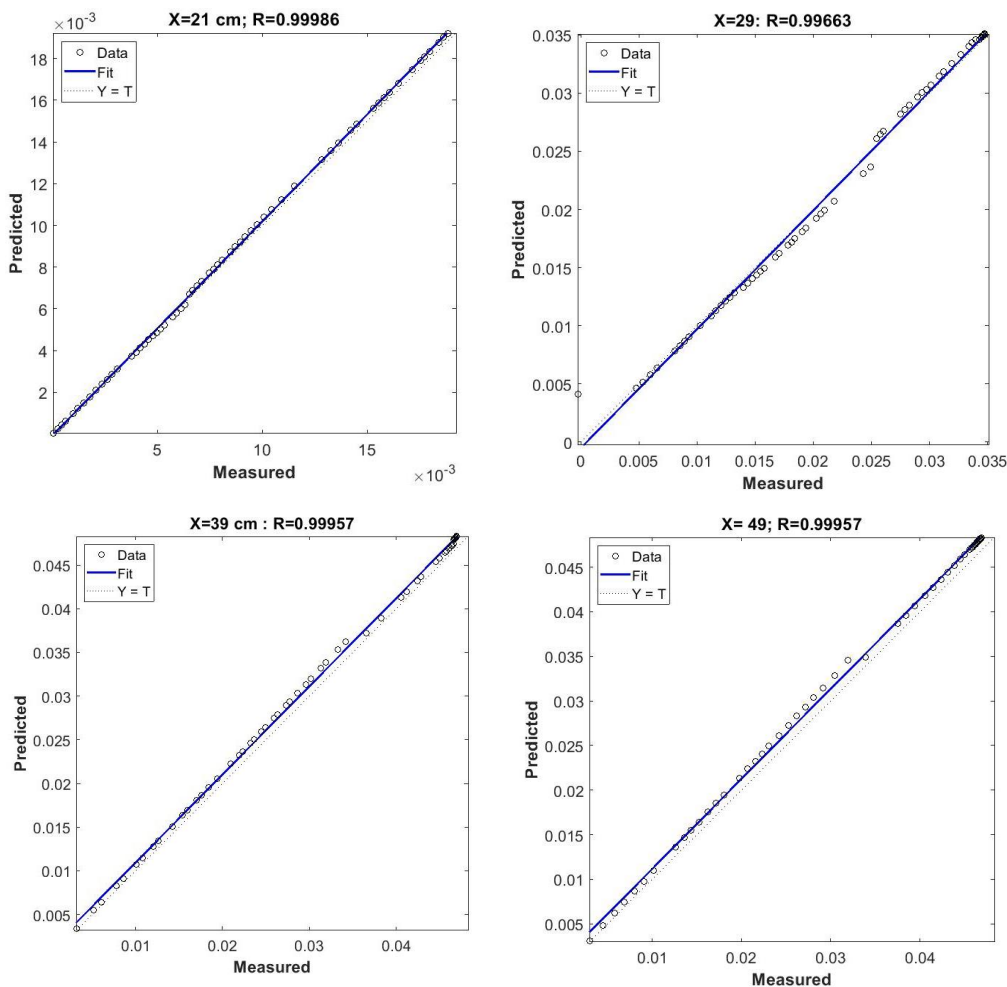 X=21 cm; R=0.99986
×10⁻³
Data
Fit
Y = T
18
16
14
12
10
8
6
4
2
Predicted
5
10
15
Measured
×10⁻³
X=29: R=0.99663
Data
Fit
Y = T
0.035
0.03
0.025
0.02
0.015
0.01
0.005
0
Predicted
0
0.005
0.01
0.015
0.02
0.025
0.03
0.035
Measured
X=39 cm : R=0.99957
Data
Fit
Y = T
0.045
0.04
0.035
0.03
0.025
0.02
0.015
0.01
0.005
Predicted
0.01
0.02
0.03
0.04
Measured
X= 49; R=0.99957
Data
Fit
Y = T
0.045
0.04
0.035
0.03
0.025
0.02
0.015
0.01
0.005
Predicted
0.01
0.02
0.03
0.04
Measured